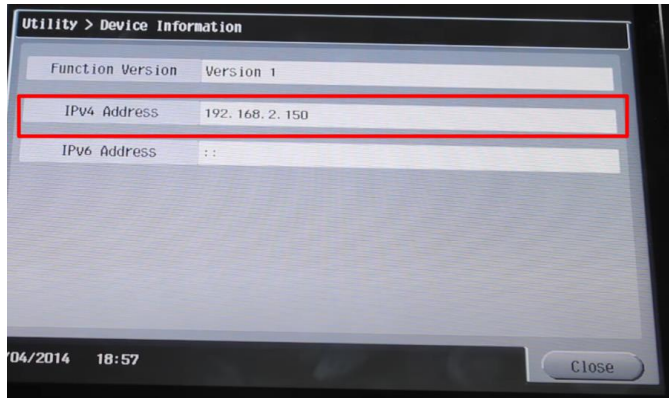 Utility > Device Information
Function Version Version 1
IPv4 Address 192.168.2.150
IPv6 Address ::
/04/2014 18:57
Close